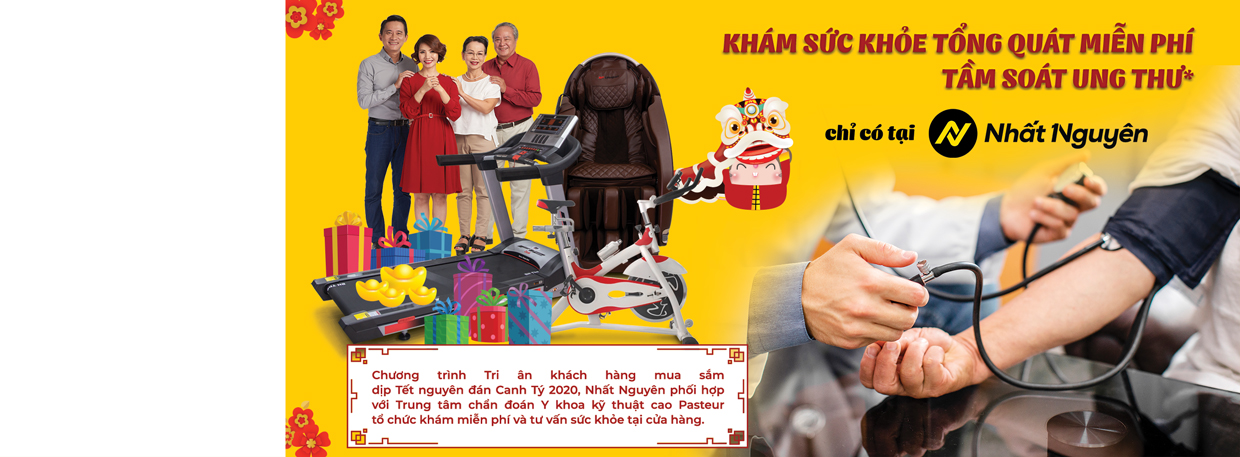 KHÁM SỨC KHỎE TỔNG QUÁT MIỄN PHÍ
TẦM SOÁT UNG THƯ*
chỉ có tại Nhất 1Nguyên
Chương trình Tri ân khách hàng mua sắm
dịp Tết nguyên đán Canh Tý 2020, Nhất Nguyên phối hợp
với Trung tâm chẩn đoán Y khoa kỹ thuật cao Pasteur
tổ chức khám miễn phí và tư vấn sức khỏe tại cửa hàng.